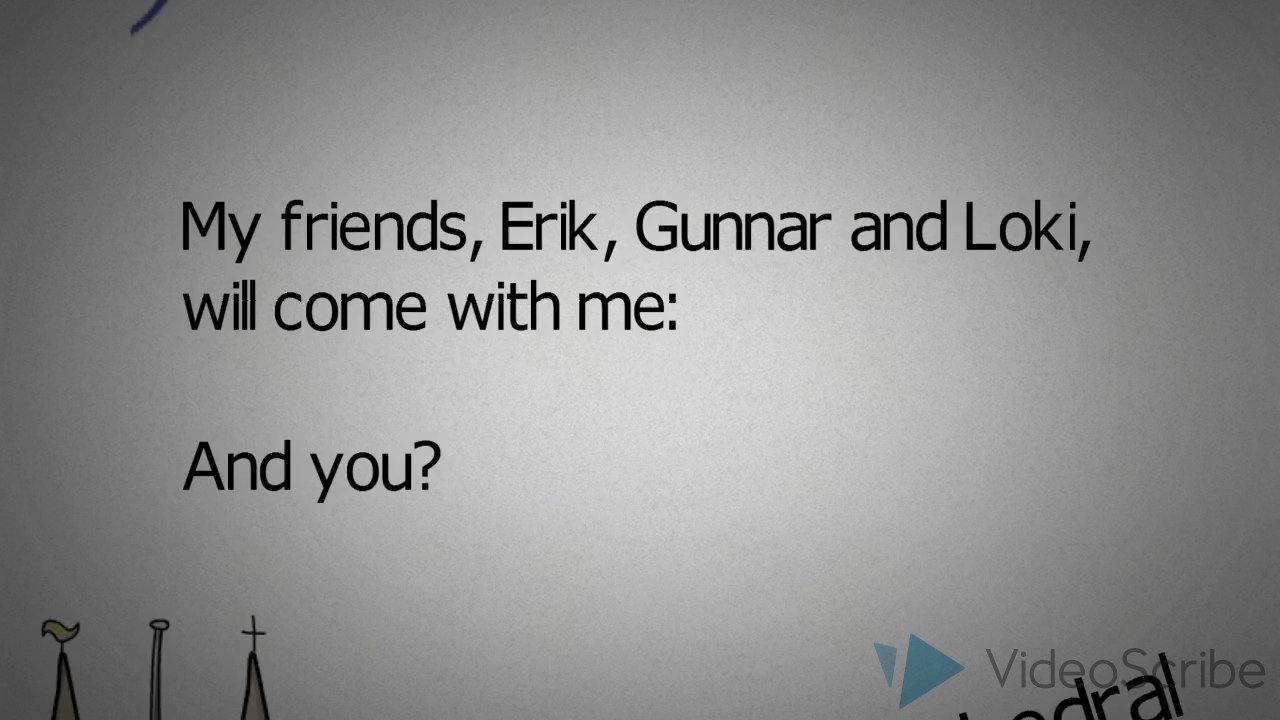 My friends, Erik, Gunnar and Loki,
will come with me:
And you?
VideoScribe